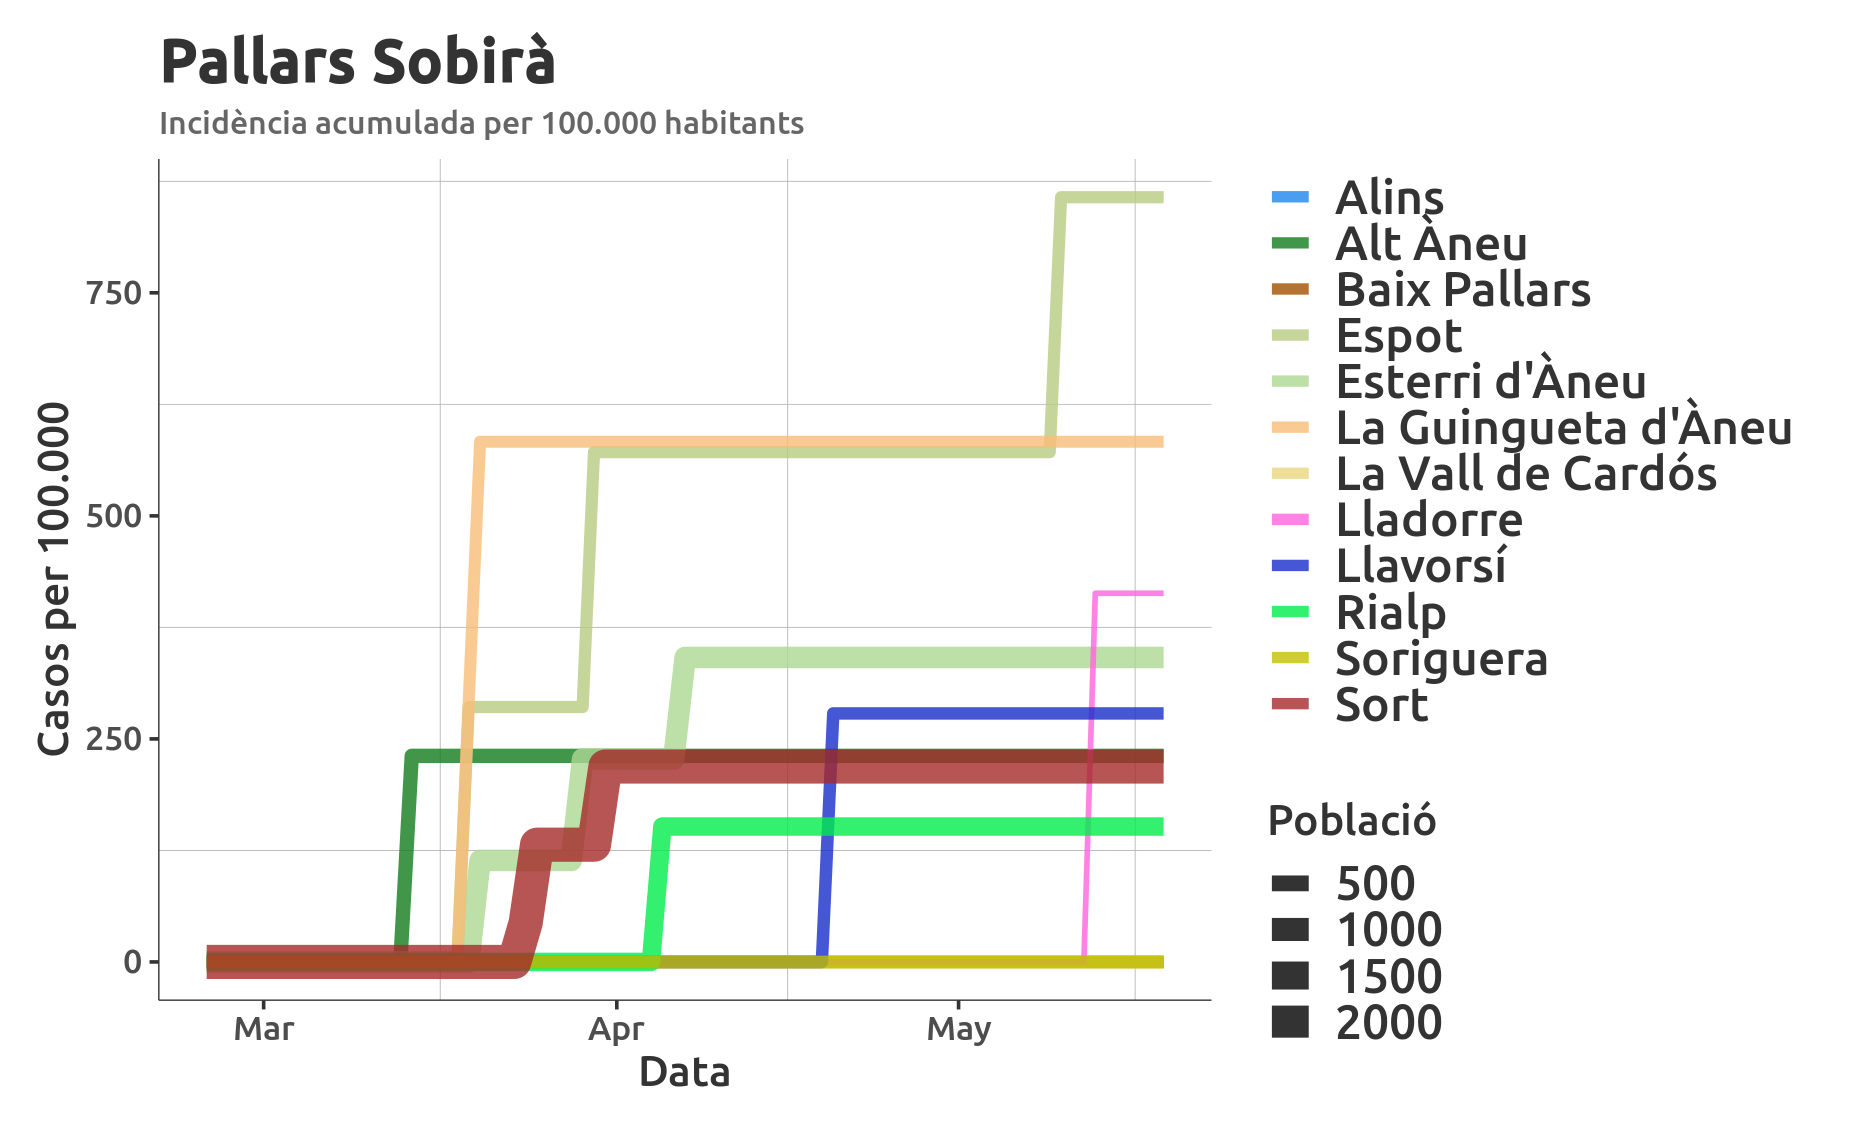 Pallars Sobirà
Incidència acumulada per 100.000 habitants
Casos per 100.000
750
500
250
0
Mar
Apr
May
Data
Alins
Alt Àneu
Baix Pallars
Espot
Esterri d'Àneu
La Guingueta d'Àneu
La Vall de Cardós
Lladorre
Llavorsí
Rialp
Soriguera
Sort
Població
500
1000
1500
2000